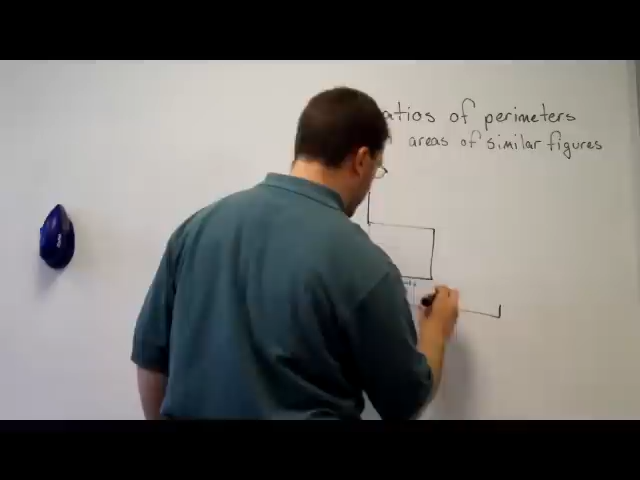 atios of perimeters
areas of similar figures